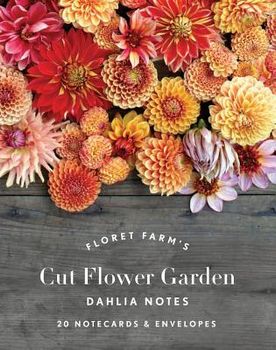 FLORET FARM'S
Cut Flower Garden
DAHLIA NOTES
20 NOTECARDS & ENVELOPES